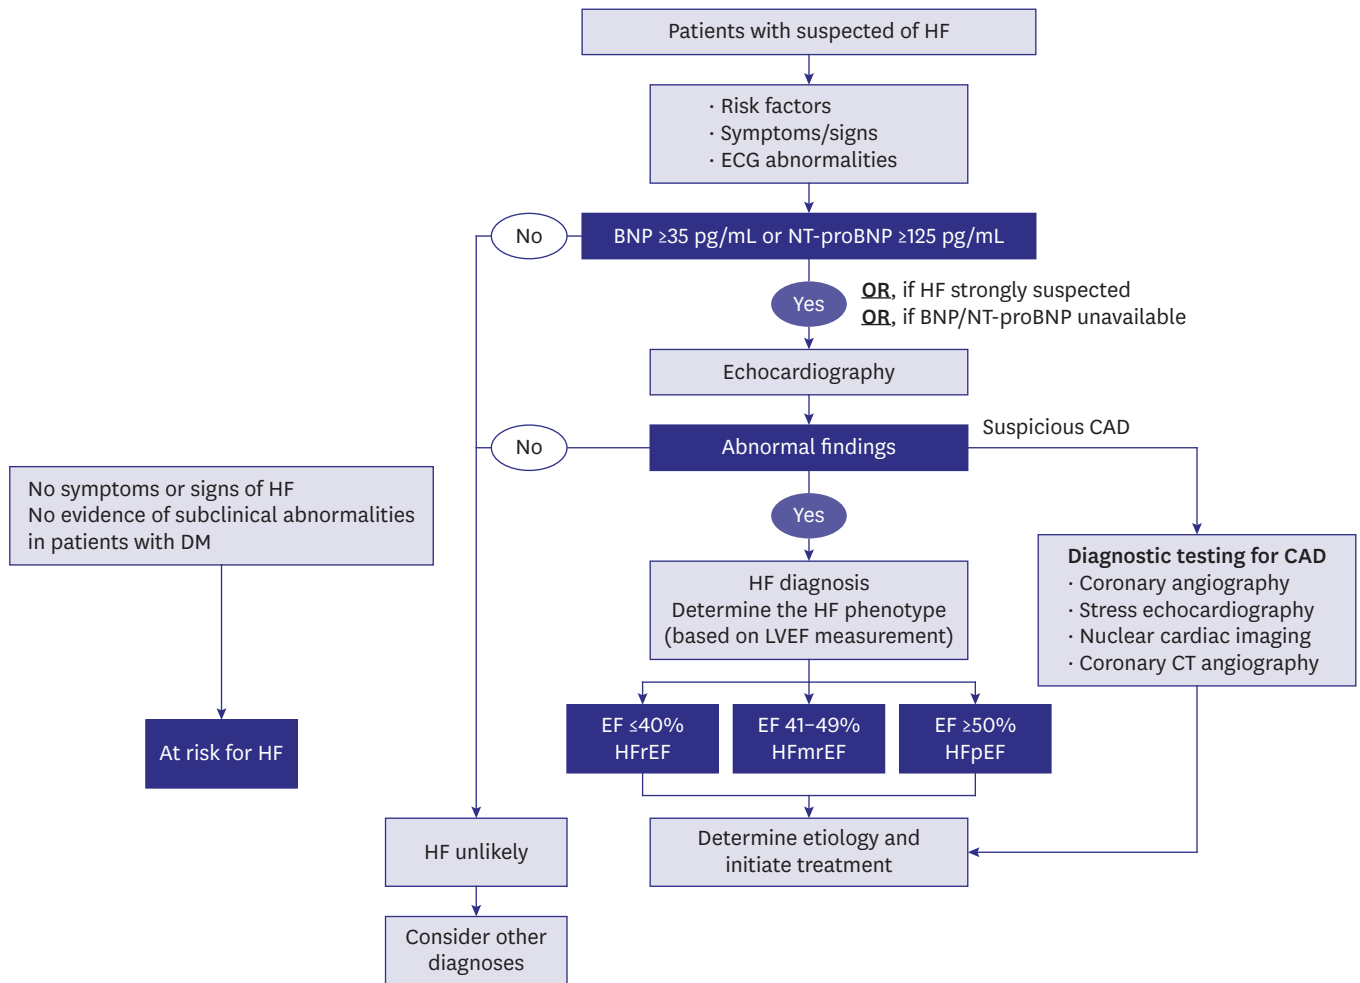 Patients with suspected of HF
· Risk factors
· Symptoms/signs
· ECG abnormalities
No
BNP ≥35 pg/mL or NT-proBNP ≥125 pg/mL
Yes
OR, if HF strongly suspected
OR, if BNP/NT-proBNP unavailable
Echocardiography
No
Abnormal findings
Suspicious CAD
No symptoms or signs of HF
No evidence of subclinical abnormalities
in patients with DM
Yes
Diagnostic testing for CAD
· Coronary angiography
· Stress echocardiography
· Nuclear cardiac imaging
· Coronary CT angiography
HF diagnosis
Determine the HF phenotype
(based on LVEF measurement)
At risk for HF
EF ≤40%
HFrEF
EF 41–49%
HFmrEF
EF ≥50%
HFpEF
HF unlikely
Determine etiology and
initiate treatment
Consider other
diagnoses